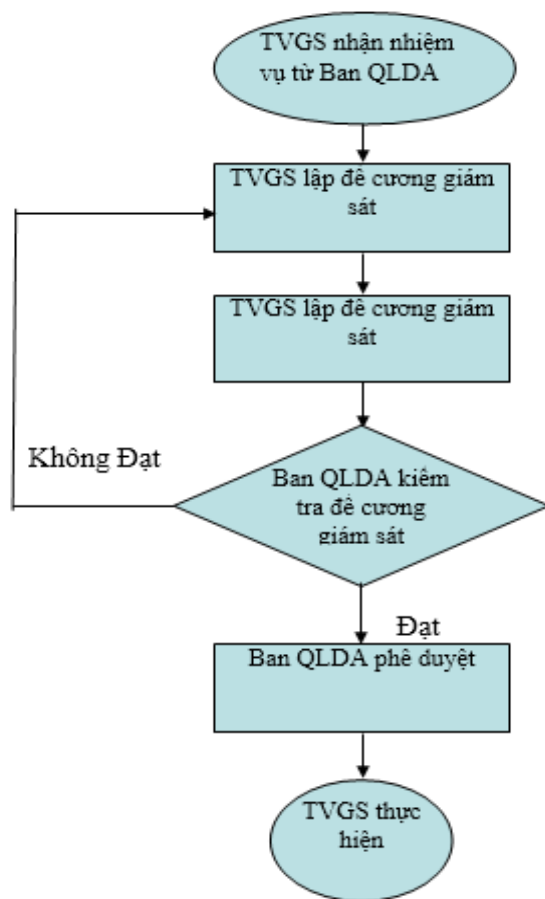 TVGS nhận nhiệm
vụ từ Ban QLDA
TVGS lập đề cương giám
sát
TVGS lập đề cương giám
sát
Không Đạt
Ban QLDA kiểm
tra đề cương
giám sát
Đạt
Ban QLDA phê duyệt
TVGS thực
hiện